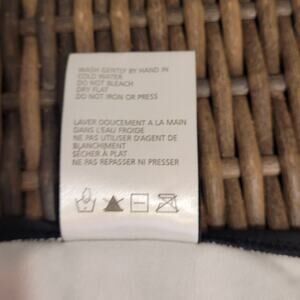 WASH GENTLY BY HAND IN
COLD WATER
DO NOT BLEACH
DRY FLAT
DO NOT IRON OR PRESS
LAVER DOUCEMENT A LA MAIN
DANS L'EAU FROIDE
NE PAS UTILISER D'AGENT DE
BLANCHIMENT
SÉCHER À PLAT
NE PAS REPASSER NI PRESSER